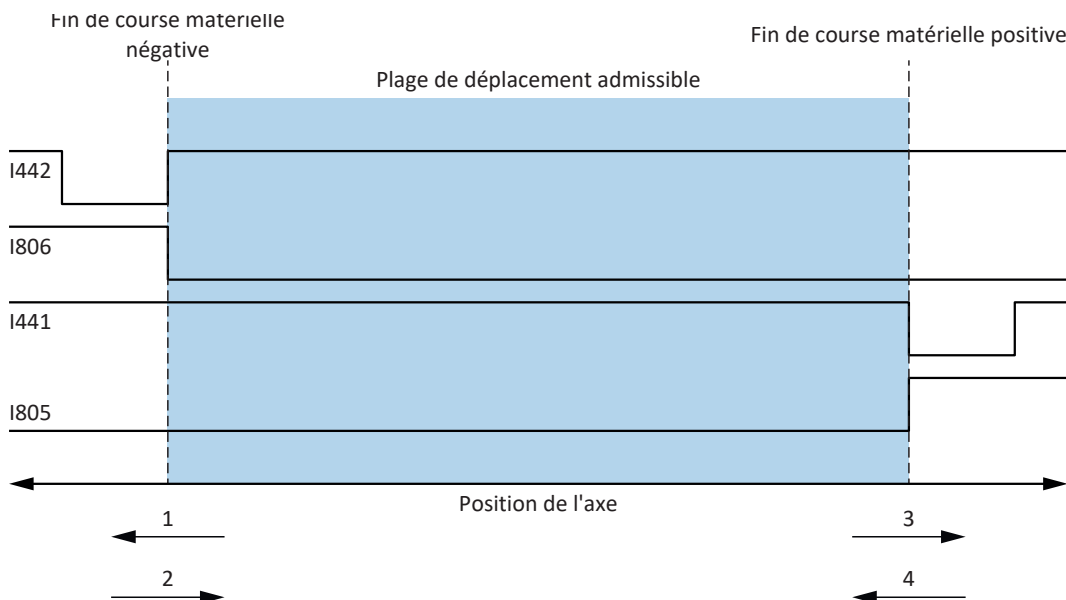 Fin de course matérielle
négative
Fin de course matérielle positive
Plage de déplacement admissible
I442
I806
I441
I805
Position de l'axe
1
3
2
4